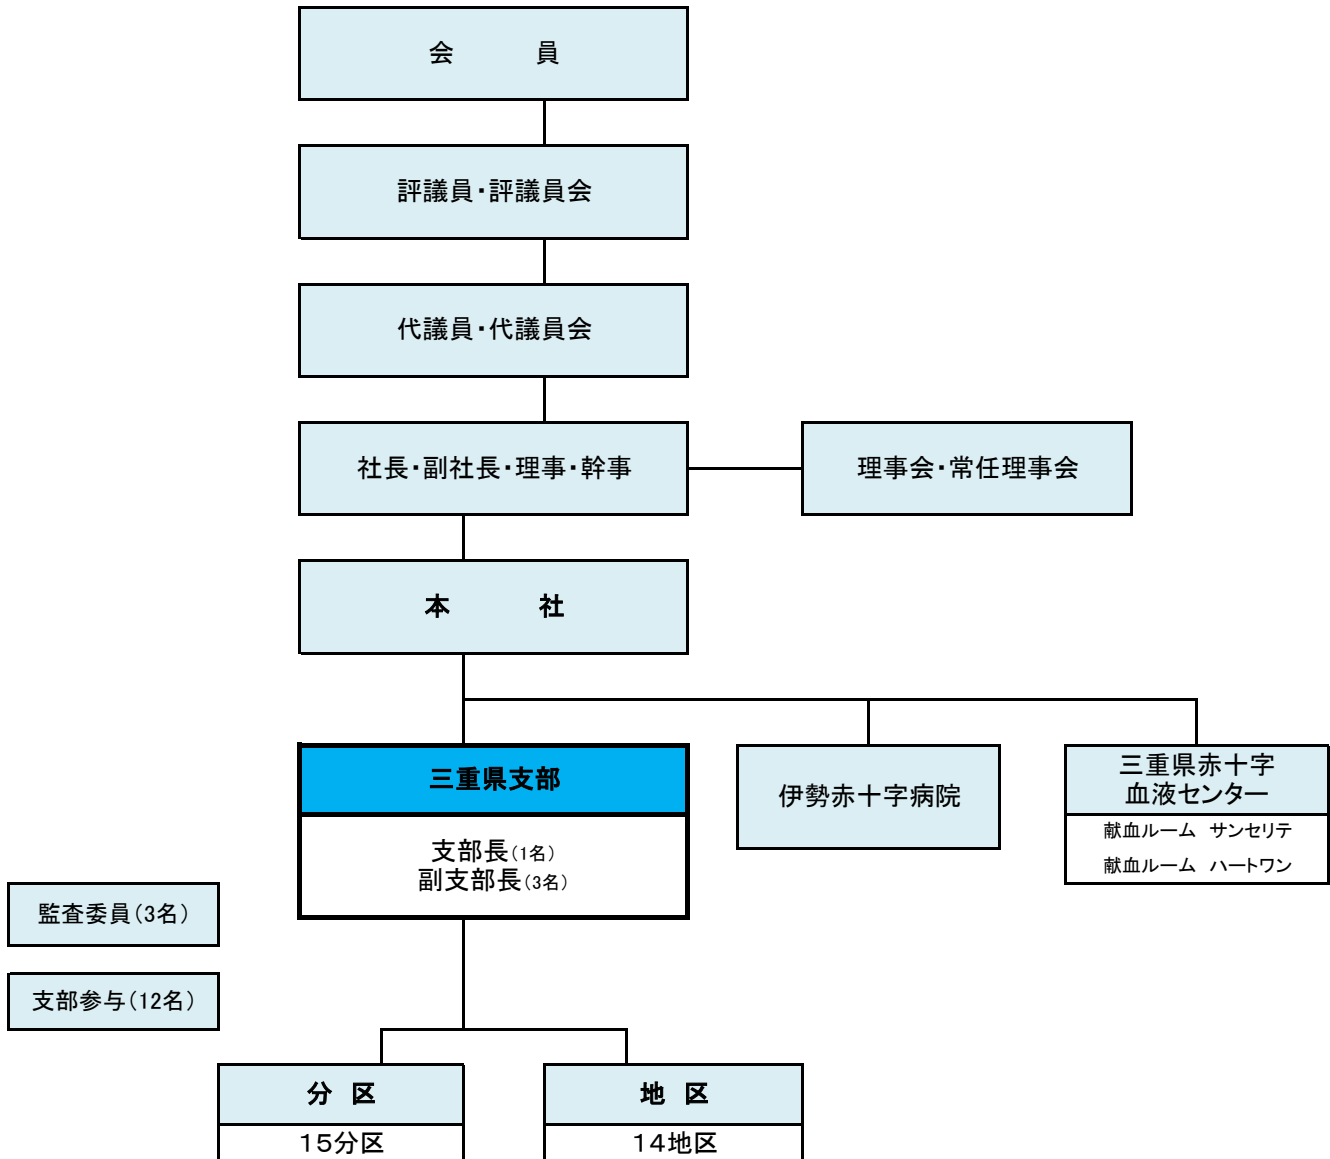 会　員
評議員・評議員会
代議員・代議員会
社長・副社長・理事・幹事
理事会・常任理事会
本　社
三重県支部
支部長（1名）
副支部長（3名）
伊勢赤十字病院
三重県赤十字
血液センター
献血ルーム　サンセリテ
献血ルーム　ハートワン
監査委員（3名）
支部参与（12名）
分　区
15分区
地　区
14地区